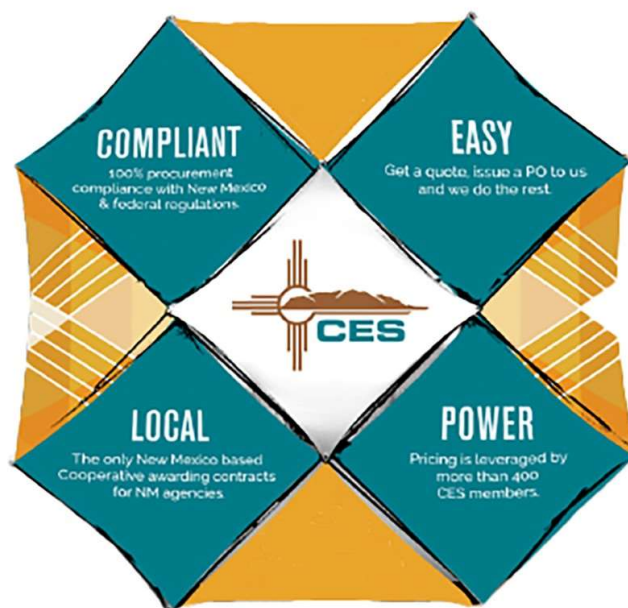 COMPLIANT
100% procurement
compliance with New Mexico
& federal regulations.
EASY
Get a quote, issue a PO to us
and we do the rest.
CES
LOCAL
The only New Mexico based
Cooperative awarding contracts
for NM agencies.
POWER
Pricing is leveraged by
more than 400
CES members.